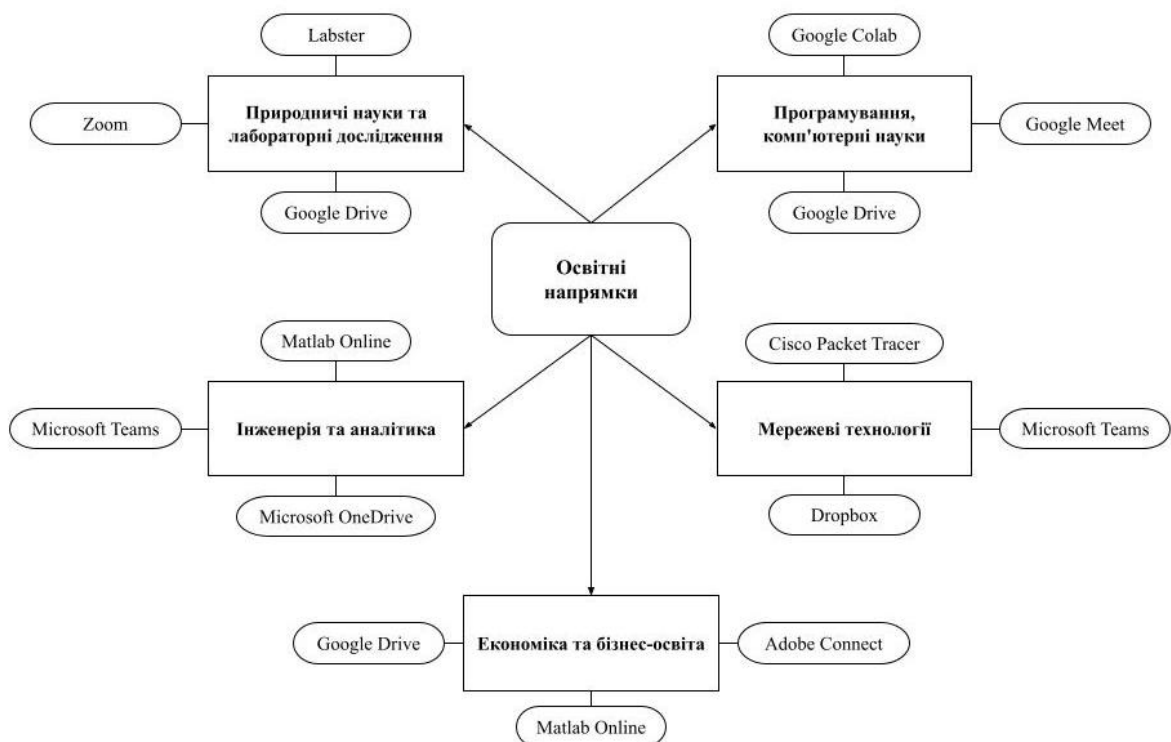 Labster
Google Colab
Zoom
Природничі науки та
лабораторні дослідження
Програмування,
комп'ютерні науки
Google Meet
Google Drive
Google Drive
Освітні
напрямки
Matlab Online
Cisco Packet Tracer
Microsoft Teams
Інженерія та аналітика
Мережеві технології
Microsoft Teams
Microsoft OneDrive
Dropbox
Google Drive
Економіка та бізнес-освіта
Adobe Connect
Matlab Online